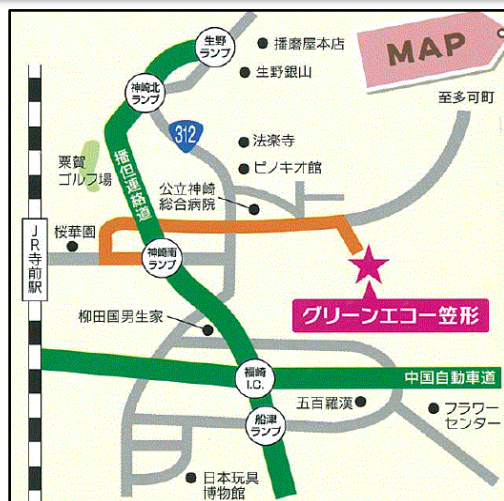 MAP
生野
ランプ
播磨屋本店
生野銀山
神崎北
ランプ
至多可町
312
法楽寺
ピノキオ館
播但連絡道
粟賀
ゴルフ場
公立神崎
総合病院
桜華園
JR寺前駅
神崎南
ランプ
グリーンエコー笠形
柳田国男生家
福崎
I.C.
中国自動車道
五百羅漢
フラワー
センター
船津
ランプ
日本玩具
博物館